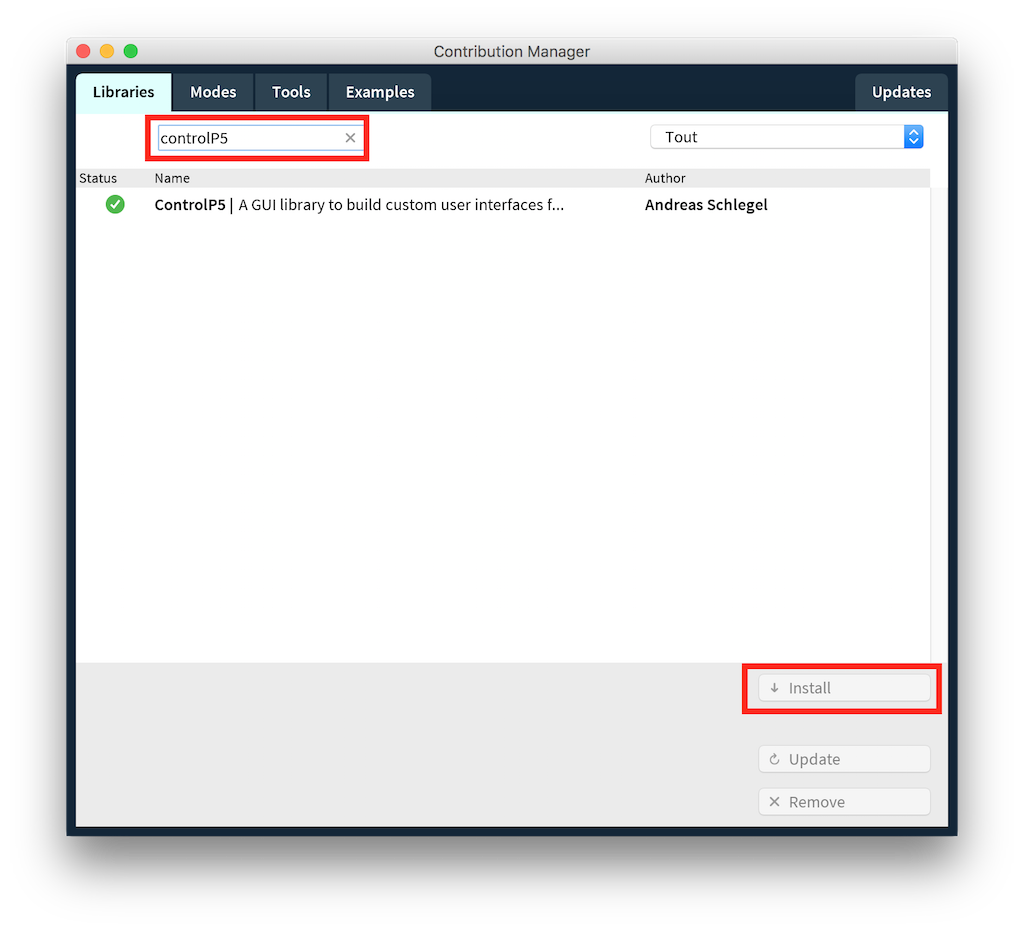 Contribution Manager
Libraries Modes Tools Examples Updates
controlP5 Tout
Status Name Author
ControlP5 | A GUI library to build custom user interfaces f... Andreas Schlegel
Install
Update
Remove